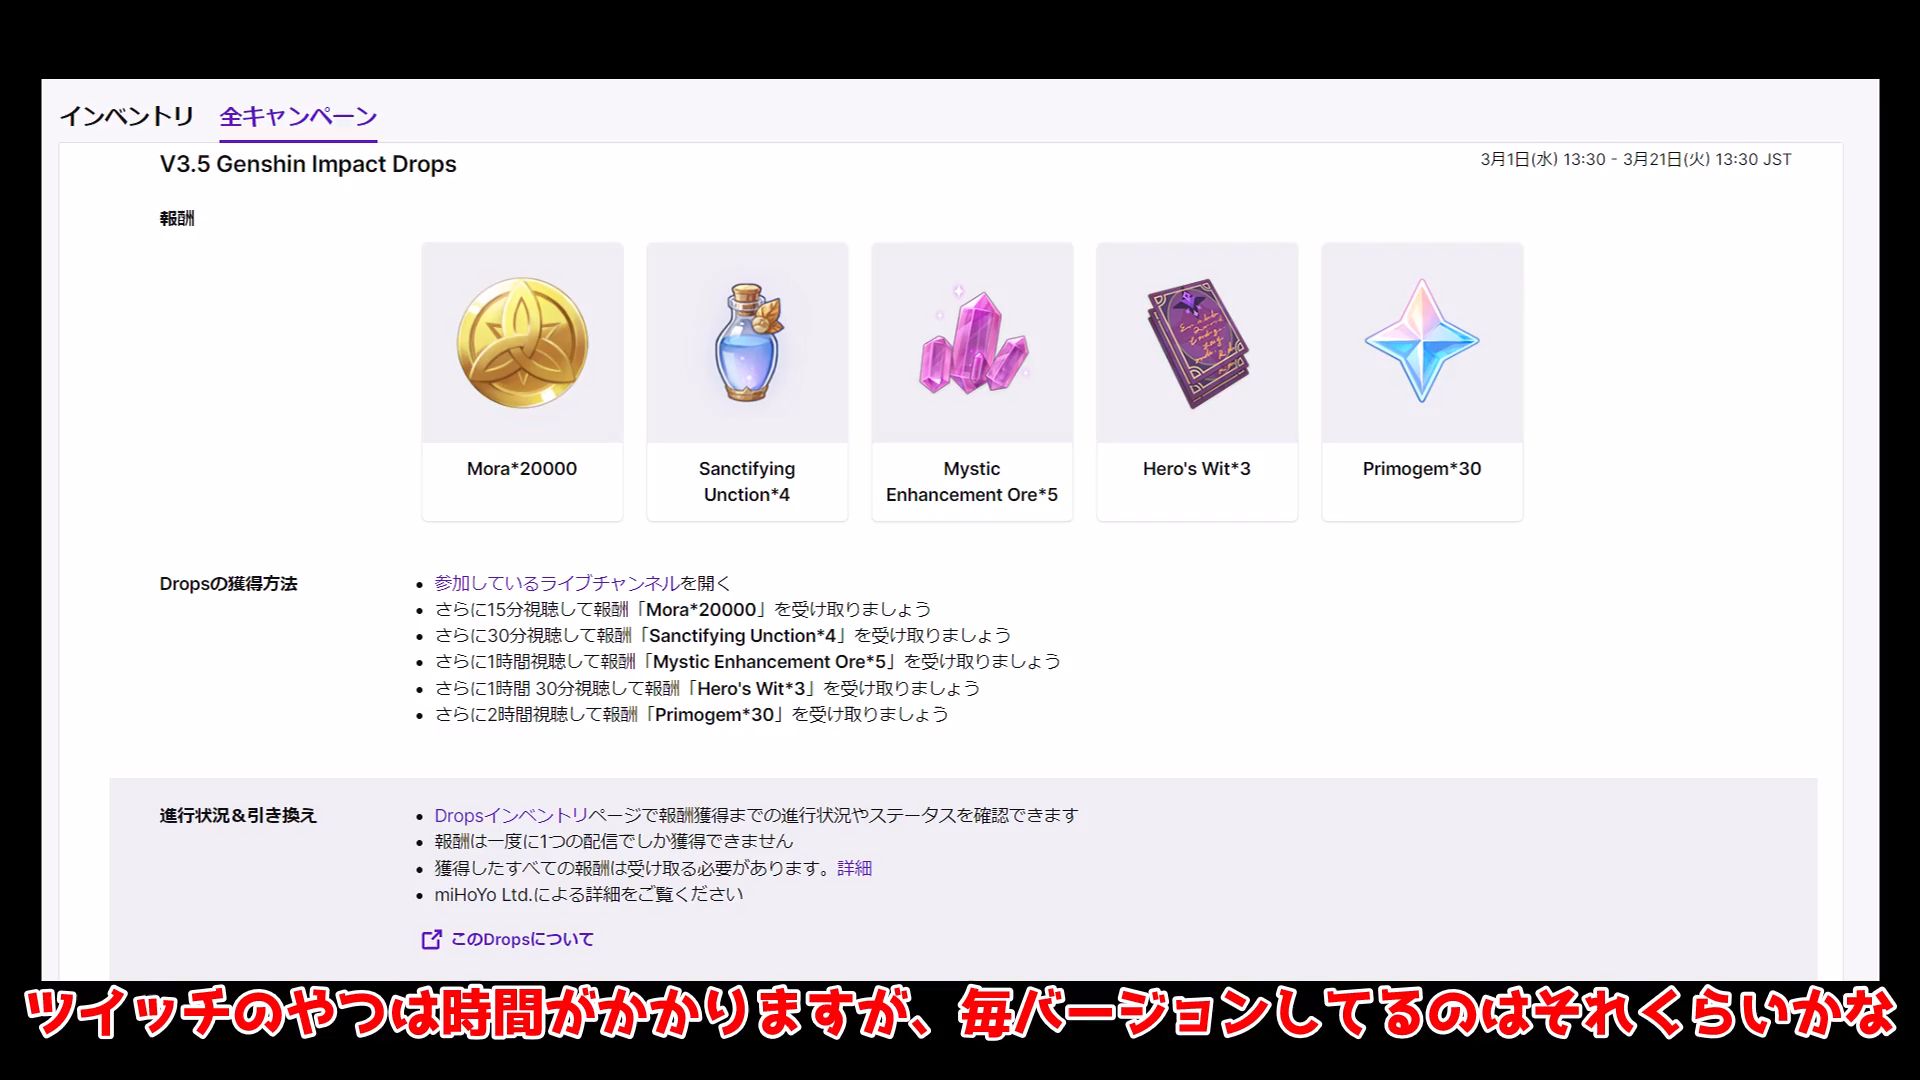 インベントリ 全キャンペーン
V3.5 Genshin Impact Drops
3月1日(水) 13:30 - 3月21日(火) 13:30 JST
報酬
Mora*20000
Sanctifying
Unction*4
Mystic
Enhancement Ore*5
Hero's Wit*3
Primogem*30
Dropsの獲得方法
参加しているライブチャンネルを開く
さらに15分視聴して報酬「Mora*20000」を受け取りましょう
さらに30分視聴して報酬「Sanctifying Unction*4」を受け取りましょう
さらに1時間視聴して報酬「Mystic Enhancement Ore*5」を受け取りましょう
さらに1時間 30分視聴して報酬「Hero's Wit*3」を受け取りましょう
さらに2時間視聴して報酬「Primogem*30」を受け取りましょう
進行状況&引き換え
Dropsインベントリページで報酬獲得までの進行状況やステータスを確認できます
報酬は一度に1つの配信でしか獲得できません
獲得したすべての報酬は受け取る必要があります。詳細
miHoYo Ltd.による詳細をご覧ください
このDropsについて
ツイッチのやつは時間がかかりますが、毎バージョンしてるのはそれくらいかな